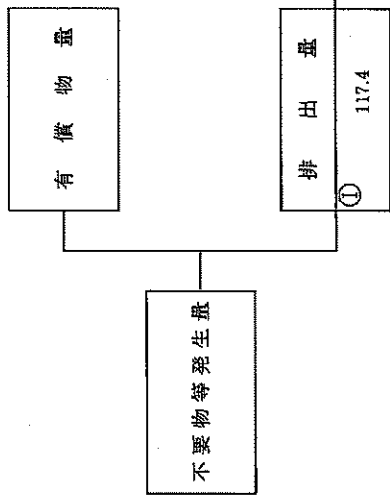 不要物等発生量
有償物量
排出量
①
117.4